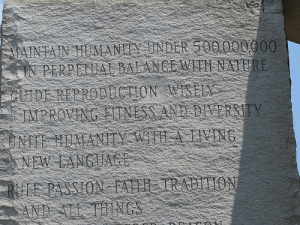 MAINTAIN HUMANITY UNDER 500,000,000
IN PERPETUAL BALANCE WITH NATURE
GUIDE REPRODUCTION WISELY
IMPROVING FITNESS AND DIVERSITY
UNITE HUMANITY WITH A LIVING
NEW LANGUAGE
RULE PASSION - FAITH - TRADITION
AND ALL THINGS
REASON